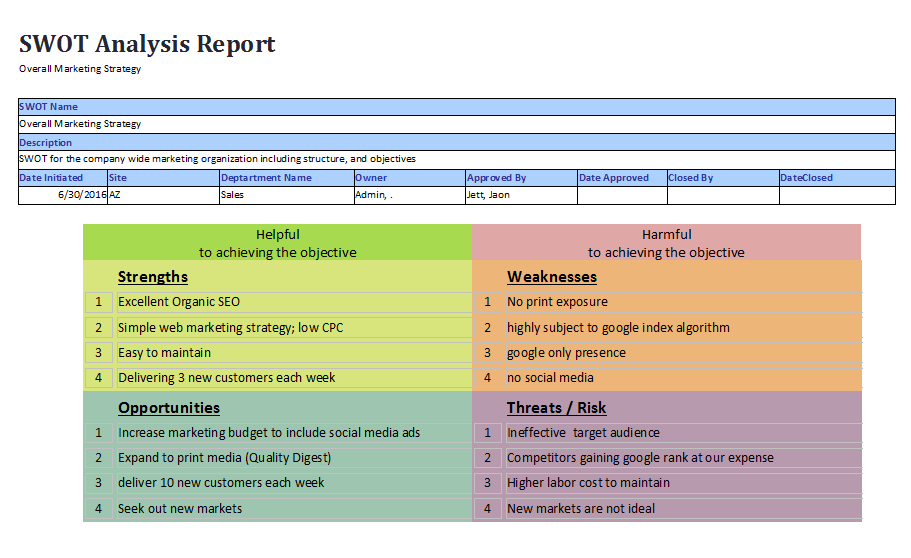 SWOT Analysis Report
Overall Marketing Strategy
SWOT Name
Overall Marketing Strategy
Description
SWOT for the company wide marketing organization including structure, and objectives
Date Initiated Site Deptartment Name Owner Approved By Date Approved Closed By DateClosed
6/30/2016 AZ Sales Admin, . Jett, Jaon
Helpful
to achieving the objective
Harmful
to achieving the objective
Strengths
1 Excellent Organic SEO
2 Simple web marketing strategy; low CPC
3 Easy to maintain
4 Delivering 3 new customers each week
Weaknesses
1 No print exposure
2 highly subject to google index algorithm
3 google only presence
4 no social media
Opportunities
1 Increase marketing budget to include social media ads
2 Expand to print media (Quality Digest)
3 deliver 10 new customers each week
4 Seek out new markets
Threats / Risk
1 Ineffective target audience
2 Competitors gaining google rank at our expense
3 Higher labor cost to maintain
4 New markets are not ideal